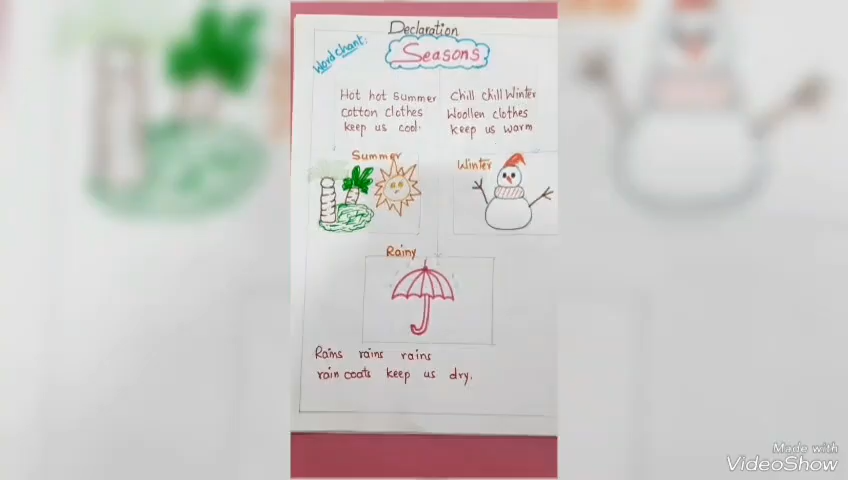 Declaration
Word chant:
Seasons
Hot hot summer
cotton clothes
keep us cool.
Chill chill Winter
Woollen clothes
keep us warm
Summer
Winter
Rainy
Rains rains rains
rain coats keep us dry.
Made with
VideoShow